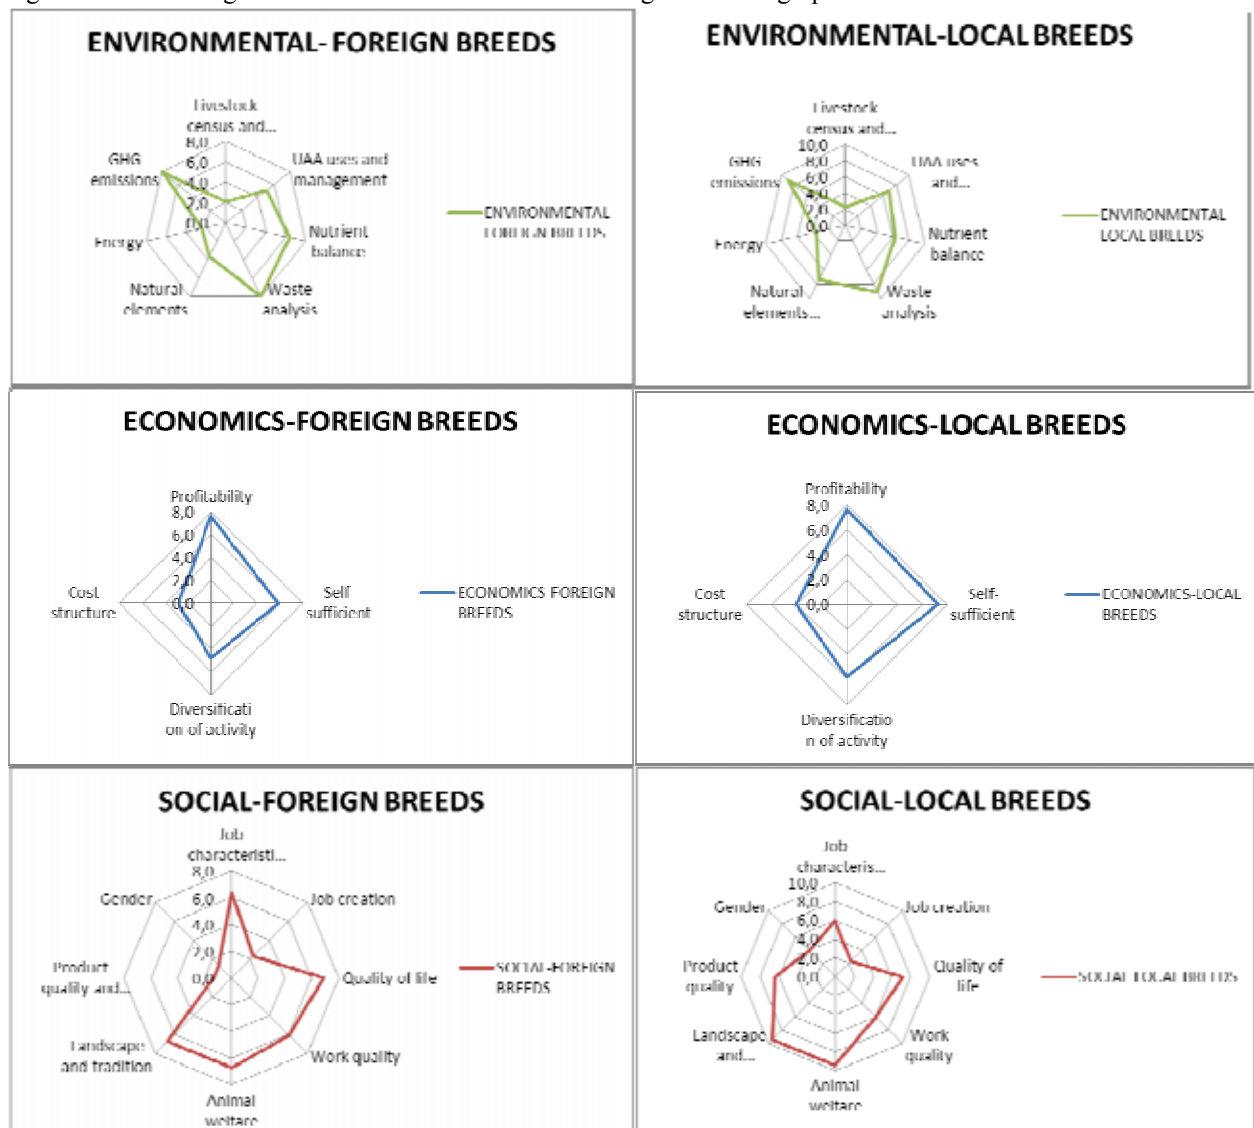 ENVIRONMENTAL- FOREIGN BREEDS
Livestock
census and...
8,0
6,0
4,0
2,0
0,0
UAA uses and
management
Nutrient
balance
Waste
analysis
Natural
elements
Energy
GHG
emissions
ENVIRONMENTAL
FOREIGN BREEDS
ENVIRONMENTAL-LOCAL BREEDS
Livestock
census and...
10,0
8,0
6,0
4,0
2,0
0,0
UAA uses
and...
Nutrient
balance
Waste
analysis
Natural
elements...
Energy
GHG
emissions
ENVIRONMENTAL
LOCAL BREEDS
ECONOMICS-FOREIGN BREEDS
Profitability
8,0
6,0
4,0
2,0
0,0
Self
sufficient
Diversificati
on of activity
Cost
structure
ECONOMICS FOREIGN
BREEDS
ECONOMICS-LOCAL BREEDS
Profitability
8,0
6,0
4,0
2,0
0,0
Self-
sufficient
Diversificatio
n of activity
Cost
structure
ECONOMICS-LOCAL
BREEDS
SOCIAL-FOREIGN BREEDS
Job
characteristi...
8,0
6,0
4,0
2,0
0,0
Job creation
Quality of life
Work quality
Animal
welfare
Landscape
and tradition
Product
quality and...
Gender
SOCIAL-FOREIGN
BREEDS
SOCIAL-LOCAL BREEDS
Job
characteris...
10,0
8,0
6,0
4,0
2,0
0,0
Job creation
Quality of
life
Work
quality
Animal
welfare
Landscape
and...
Product
quality
Gender
SOCIAL LOCAL BREEDS